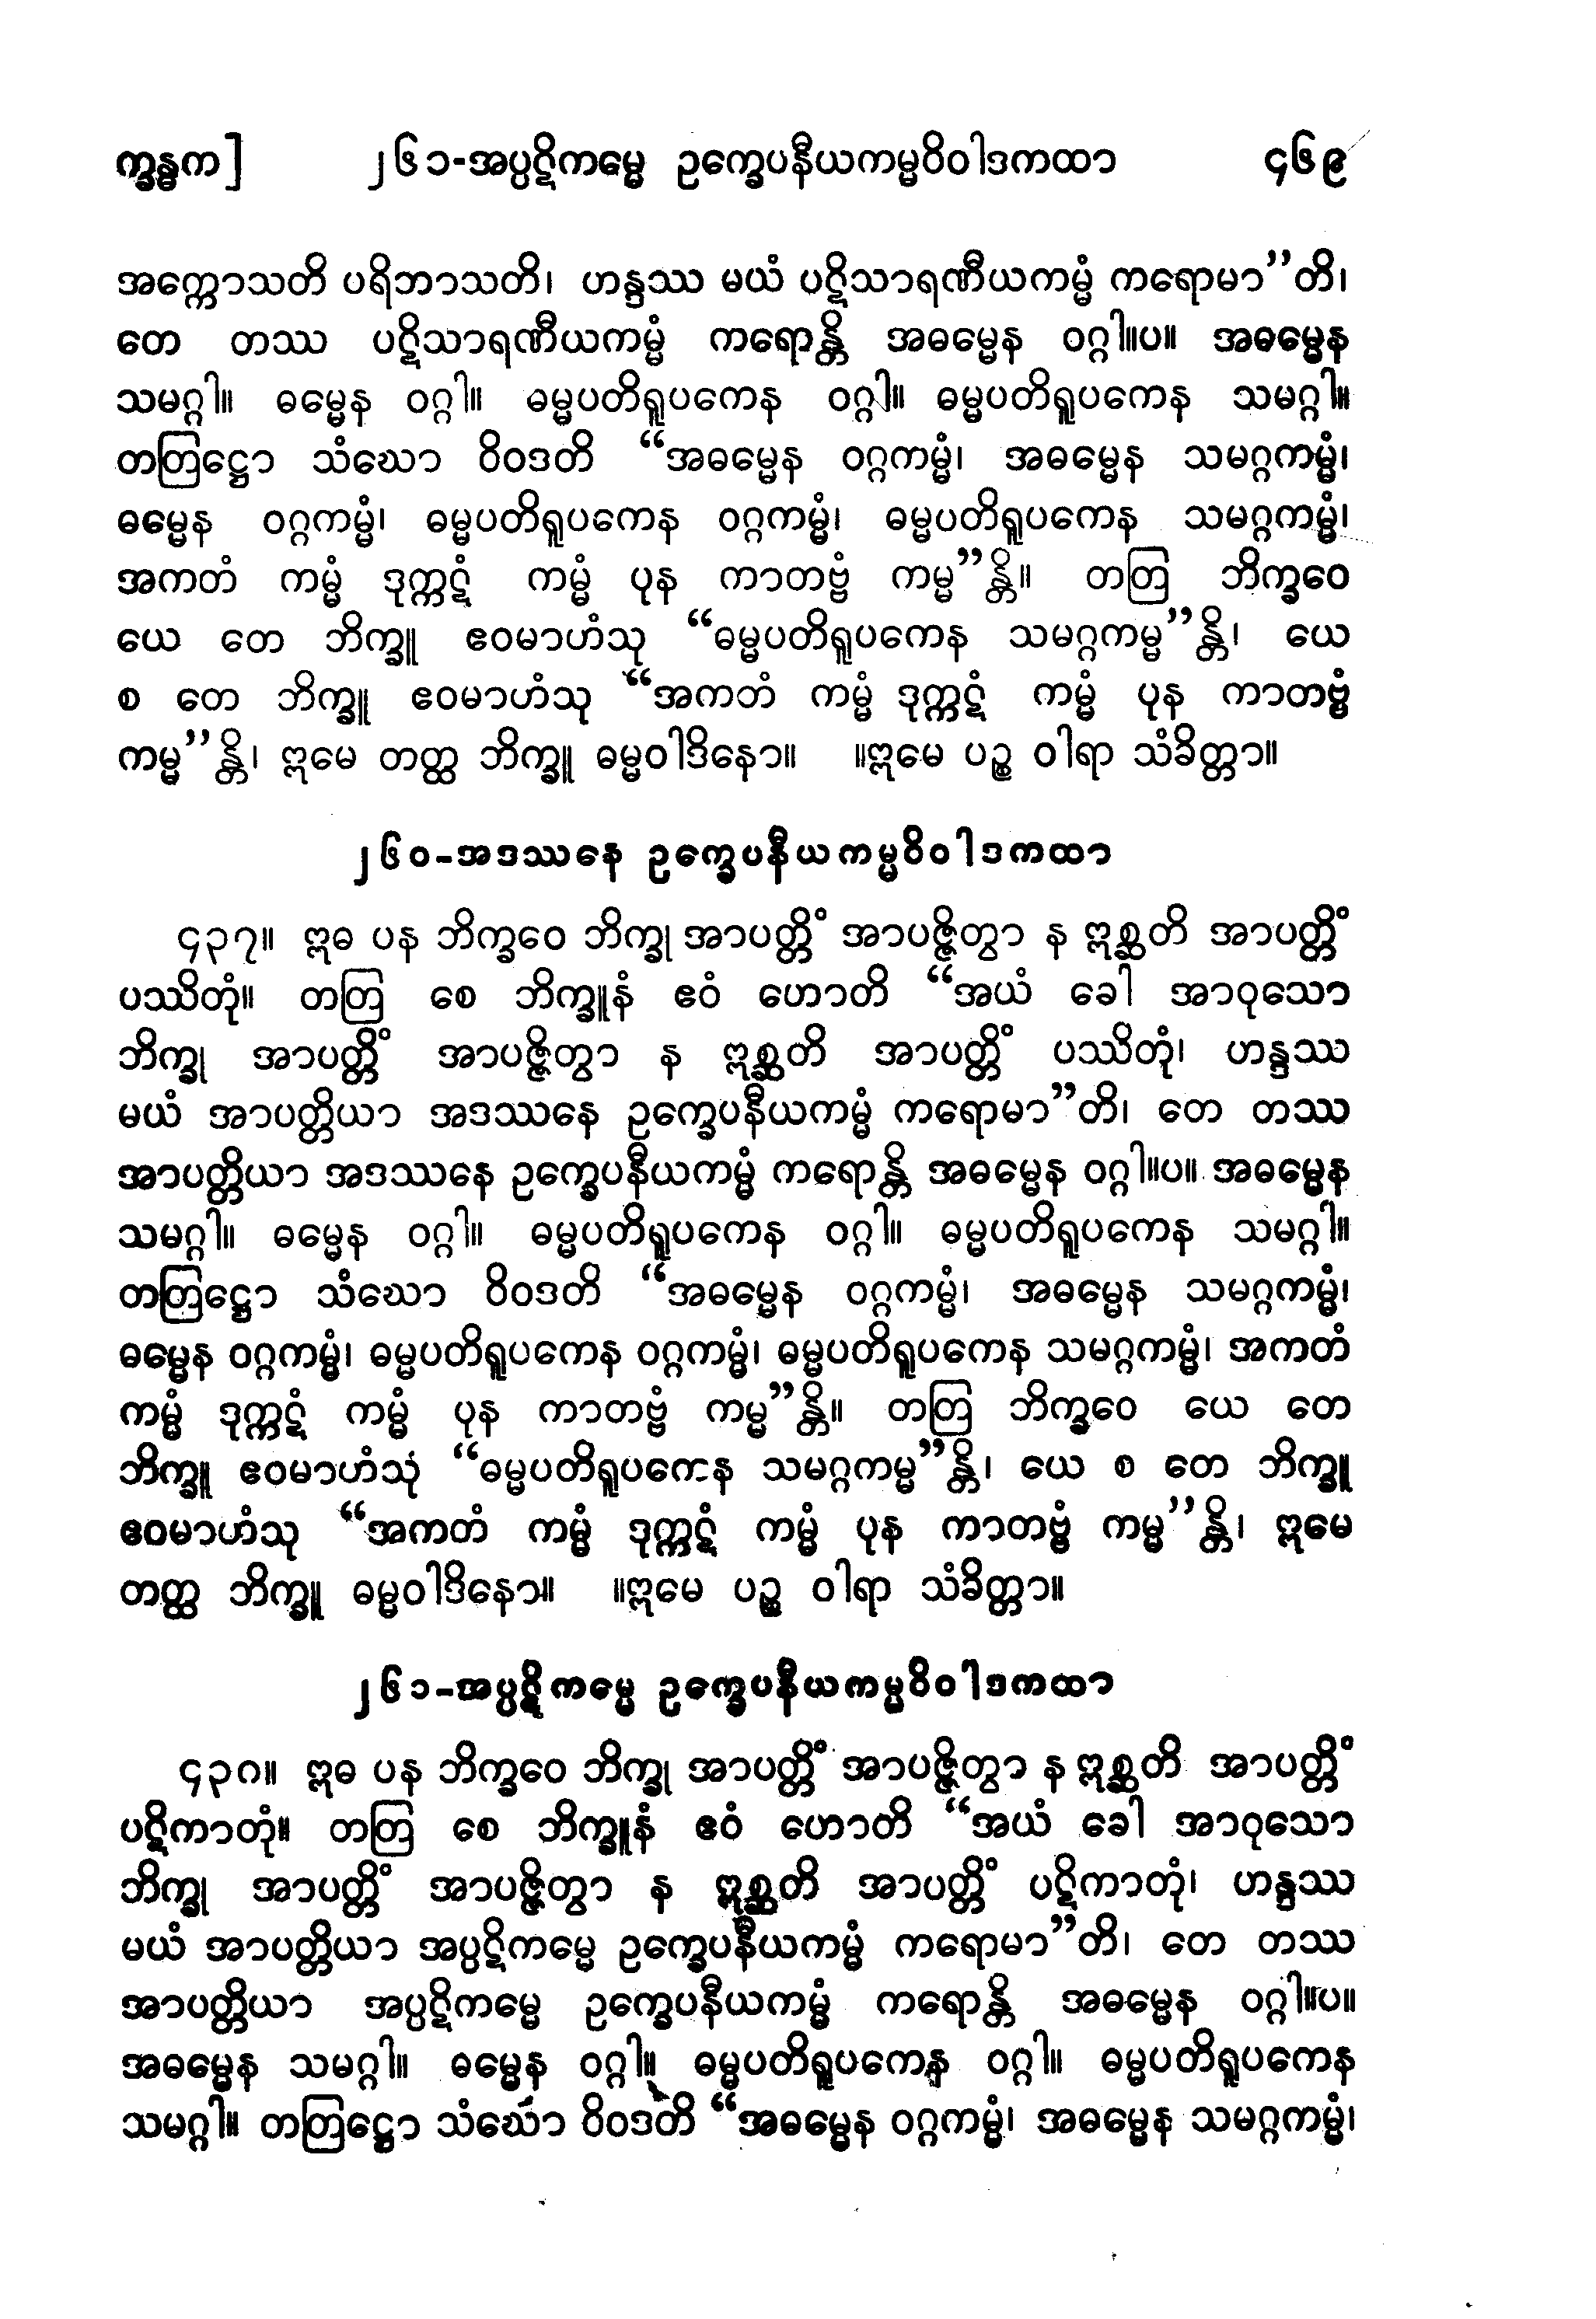 က္ခန္ဓက] ၂၆၁-အပ္ပဋိကမ္မေ ဥက္ခေပနီယကမ္မဝိဝါဒကထာ ၄၆၉
အက္ကောသတိ ပရိဘာသတိ၊ ဟန္ဒဿ မယံ ပဋိသာရဏီယကမ္မံ ကရောမာ”တိ၊
တေ တဿ ပဋိသာရဏီယကမ္မံ ကရောန္တိ အဓမ္မေန ဝဂ္ဂါ။ပ။ အဓမ္မေန
သမဂ္ဂါ။ ဓမ္မေန ဝဂ္ဂါ။ ဓမ္မပတိရူပကေန ဝဂ္ဂါ။ ဓမ္မပတိရူပကေန သမဂ္ဂါ။
တတြဋ္ဌော သံဃော ဝိဝဒတိ “အဓမ္မေန ဝဂ္ဂကမ္မံ၊ အဓမ္မေန သမဂ္ဂကမ္မံ၊
ဓမ္မေန ဝဂ္ဂကမ္မံ၊ ဓမ္မပတိရူပကေန ဝဂ္ဂကမ္မံ၊ ဓမ္မပတိရူပကေန သမဂ္ဂကမ္မံ၊
အကတံ ကမ္မံ ဒုက္ကဋံ ကမ္မံ ပုန ကာတဗ္ဗံ ကမ္မ”န္တိ။ တတြ ဘိက္ခဝေ
ယေ တေ ဘိက္ခူ ဧဝမာဟံသု “ဓမ္မပတိရူပကေန သမဂ္ဂကမ္မ”န္တိ၊ ယေ
စ တေ ဘိက္ခူ ဧဝမာဟံသု “အကတံ ကမ္မံ ဒုက္ကဋံ ကမ္မံ ပုန ကာတဗ္ဗံ
ကမ္မ”န္တိ၊ ဣမေ တတ္ထ ဘိက္ခူ ဓမ္မဝါဒိနော။ ။ဣမေ ပဉ္စ ဝါရာ သံခိတ္တာ။
၂၆၀-အဒဿနေ ဥက္ခေပနီယကမ္မဝိဝါဒကထာ
၄၃၇။ ဣဓ ပန ဘိက္ခဝေ ဘိက္ခု အာပတ္တိံ အာပဇ္ဇိတွာ န ဣစ္ဆတိ အာပတ္တိံ
ပဿိတုံ။ တတြ စေ ဘိက္ခူနံ ဧဝံ ဟောတိ “အယံ ခေါ အာဝုသော
ဘိက္ခု အာပတ္တိံ အာပဇ္ဇိတွာ န ဣစ္ဆတိ အာပတ္တိံ ပဿိတုံ၊ ဟန္ဒဿ
မယံ အာပတ္တိယာ အဒဿနေ ဥက္ခေပနီယကမ္မံ ကရောမာ”တိ၊ တေ တဿ
အာပတ္တိယာ အဒဿနေ ဥက္ခေပနီယကမ္မံ ကရောန္တိ အဓမ္မေန ဝဂ္ဂါ။ပ။ အဓမ္မေန
သမဂ္ဂါ။ ဓမ္မေန ဝဂ္ဂါ။ ဓမ္မပတိရူပကေန ဝဂ္ဂါ။ ဓမ္မပတိရူပကေန သမဂ္ဂါ။
တတြဋ္ဌော သံဃော ဝိဝဒတိ “အဓမ္မေန ဝဂ္ဂကမ္မံ၊ အဓမ္မေန သမဂ္ဂကမ္မံ၊
ဓမ္မေန ဝဂ္ဂကမ္မံ၊ ဓမ္မပတိရူပကေန ဝဂ္ဂကမ္မံ၊ ဓမ္မပတိရူပကေန သမဂ္ဂကမ္မံ၊ အကတံ
ကမ္မံ ဒုက္ကဋံ ကမ္မံ ပုန ကာတဗ္ဗံ ကမ္မ”န္တိ။ တတြ ဘိက္ခဝေ ယေ တေ
ဘိက္ခူ ဧဝမာဟံသုံ “ဓမ္မပတိရူပကေန သမဂ္ဂကမ္မ”န္တိ၊ ယေ စ တေ ဘိက္ခူ
ဧဝမာဟံသု “အကတံ ကမ္မံ ဒုက္ကဋံ ကမ္မံ ပုန ကာတဗ္ဗံ ကမ္မ”န္တိ၊ ဣမေ
တတ္ထ ဘိက္ခူ ဓမ္မဝါဒိနော။ ။ဣမေ ပဉ္စ ဝါရာ သံခိတ္တာ။
၂၆၁-အပ္ပဋိကမ္မေ ဥက္ခေပနီယကမ္မဝိဝါဒကထာ
၄၃၈။ ဣဓ ပန ဘိက္ခဝေ ဘိက္ခု အာပတ္တိံ အာပဇ္ဇိတွာ န ဣစ္ဆတိ အာပတ္တိံ
ပဋိကာတုံ။ တတြ စေ ဘိက္ခူနံ ဧဝံ ဟောတိ “အယံ ခေါ အာဝုသော
ဘိက္ခု အာပတ္တိံ အာပဇ္ဇိတွာ န ဣစ္ဆတိ အာပတ္တိံ ပဋိကာတုံ၊ ဟန္ဒဿ
မယံ အာပတ္တိယာ အပ္ပဋိကမ္မေ ဥက္ခေပနီယကမ္မံ ကရောမာ”တိ၊ တေ တဿ
အာပတ္တိယာ အပ္ပဋိကမ္မေ ဥက္ခေပနီယကမ္မံ ကရောန္တိ အဓမ္မေန ဝဂ္ဂါ။ပ။
အဓမ္မေန သမဂ္ဂါ။ ဓမ္မေန ဝဂ္ဂါ။ ဓမ္မပတိရူပကေန ဝဂ္ဂါ။ ဓမ္မပတိရူပကေန
သမဂ္ဂါ။ တတြဋ္ဌော သံဃော ဝိဝဒတိ “အဓမ္မေန ဝဂ္ဂကမ္မံ၊ အဓမ္မေန သမဂ္ဂကမ္မံ၊